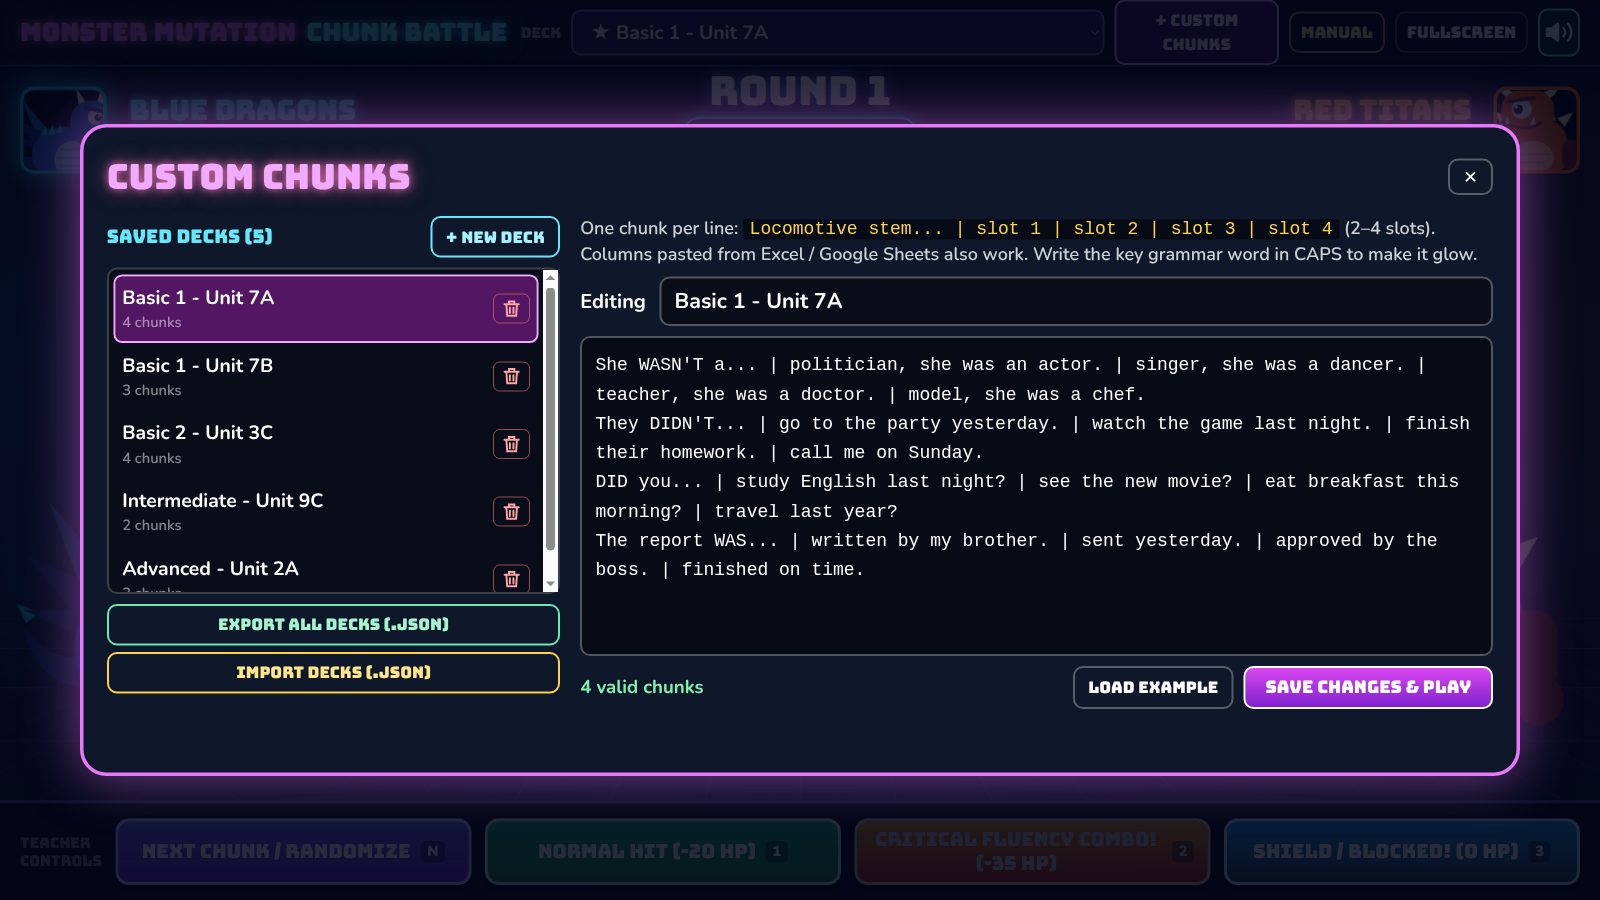 MONSTER MUTATION CHUNK BATTLE DECK ★ Basic 1 - Unit 7A + CUSTOM CHUNKS MANUAL FULLSCREEN
ROUND 1
BLUE DRAGONS
RED TITANS
CUSTOM CHUNKS
×
SAVED DECKS (5)
+ NEW DECK
Basic 1 - Unit 7A
4 chunks
Basic 1 - Unit 7B
3 chunks
Basic 2 - Unit 3C
4 chunks
Intermediate - Unit 9C
2 chunks
Advanced - Unit 2A
EXPORT ALL DECKS (.JSON)
IMPORT DECKS (.JSON)
One chunk per line: Locomotive stem... | slot 1 | slot 2 | slot 3 | slot 4 (2–4 slots).
Columns pasted from Excel / Google Sheets also work. Write the key grammar word in CAPS to make it glow.
Editing Basic 1 - Unit 7A
She WASN'T a... | politician, she was an actor. | singer, she was a dancer. |
teacher, she was a doctor. | model, she was a chef.
They DIDN'T... | go to the party yesterday. | watch the game last night. | finish
their homework. | call me on Sunday.
DID you... | study English last night? | see the new movie? | eat breakfast this
morning? | travel last year?
The report WAS... | written by my brother. | sent yesterday. | approved by the
boss. | finished on time.
4 valid chunks
LOAD EXAMPLE
SAVE CHANGES & PLAY
TEACHER
CONTROLS
NEXT CHUNK / RANDOMIZE N
NORMAL HIT (-20 HP) 1
CRITICAL FLUENCY COMBO!
(-35 HP) 2
SHIELD / BLOCKED! (0 HP) 3